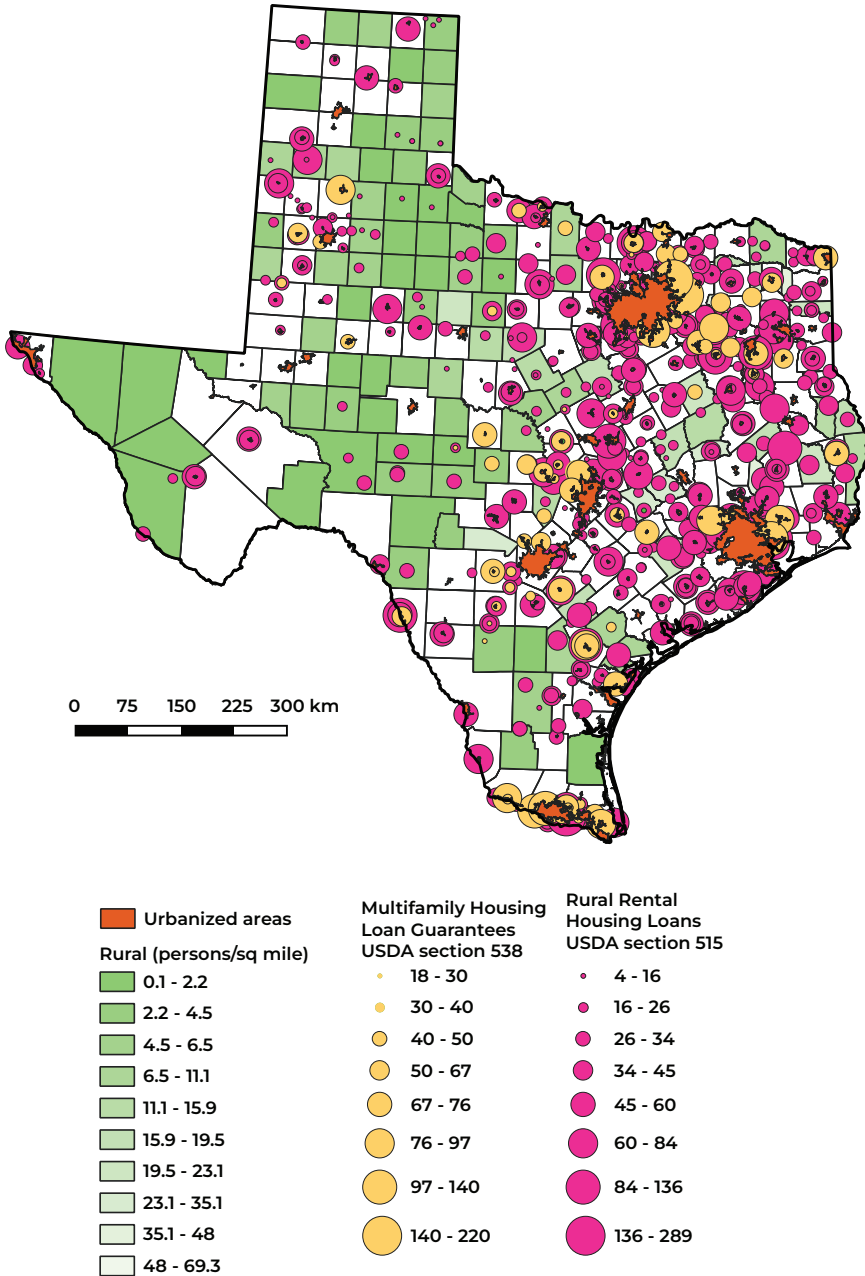 0 75 150 225 300 km
Urbanized areas
Rural (persons/sq mile)
0.1 - 2.2
2.2 - 4.5
4.5 - 6.5
6.5 - 11.1
11.1 - 15.9
15.9 - 19.5
19.5 - 23.1
23.1 - 35.1
35.1 - 48
48 - 69.3
Multifamily Housing
Loan Guarantees
USDA section 538
18 - 30
30 - 40
40 - 50
50 - 67
67 - 76
76 - 97
97 - 140
140 - 220
Rural Rental
Housing Loans
USDA section 515
4 - 16
16 - 26
26 - 34
34 - 45
45 - 60
60 - 84
84 - 136
136 - 289